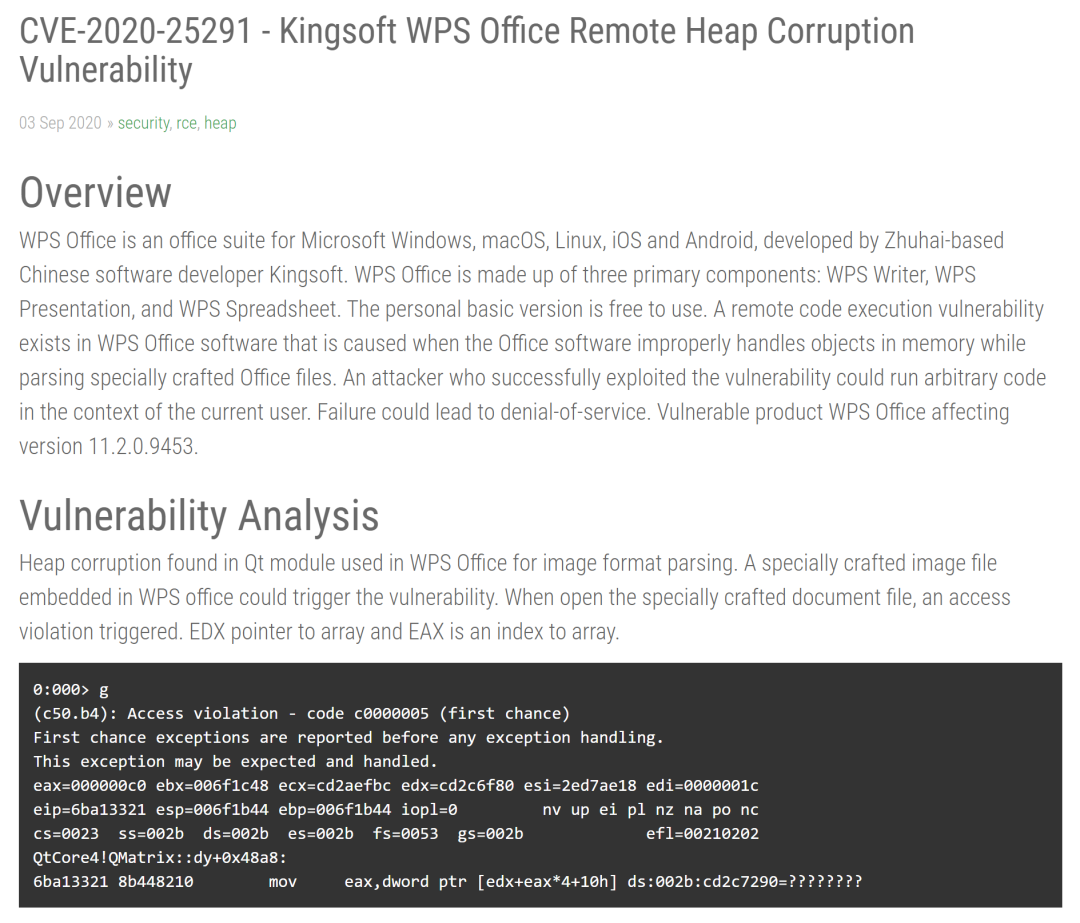 CVE-2020-25291 - Kingsoft WPS Office Remote Heap Corruption
Vulnerability
03 Sep 2020 » security, rce, heap
Overview
WPS Office is an office suite for Microsoft Windows, macOS, Linux, iOS and Android, developed by Zhuhai-based
Chinese software developer Kingsoft. WPS Office is made up of three primary components: WPS Writer, WPS
Presentation, and WPS Spreadsheet. The personal basic version is free to use. A remote code execution vulnerability
exists in WPS Office software that is caused when the Office software improperly handles objects in memory while
parsing specially crafted Office files. An attacker who successfully exploited the vulnerability could run arbitrary code
in the context of the current user. Failure could lead to denial-of-service. Vulnerable product WPS Office affecting
version 11.2.0.9453.
Vulnerability Analysis
Heap corruption found in Qt module used in WPS Office for image format parsing. A specially crafted image file
embedded in WPS office could trigger the vulnerability. When open the specially crafted document file, an access
violation triggered. EDX pointer to array and EAX is an index to array.
0:000> g
(c50.b4): Access violation - code c0000005 (first chance)
First chance exceptions are reported before any exception handling.
This exception may be expected and handled.
eax=000000c0 ebx=006f1c48 ecx=cd2aefbc edx=cd2c6f80 esi=2ed7ae18 edi=0000001c
eip=6ba13321 esp=006f1b44 ebp=006f1b44 iopl=0         nv up ei pl nz na po nc
cs=0023  ss=002b  ds=002b  es=002b  fs=0053  gs=002b             efl=00210202
QtCore4!QMatrix::dy+0x48a8:
6ba13321 8b448210        mov     eax,dword ptr [edx+eax*4+10h] ds:002b:cd2c7290=????????